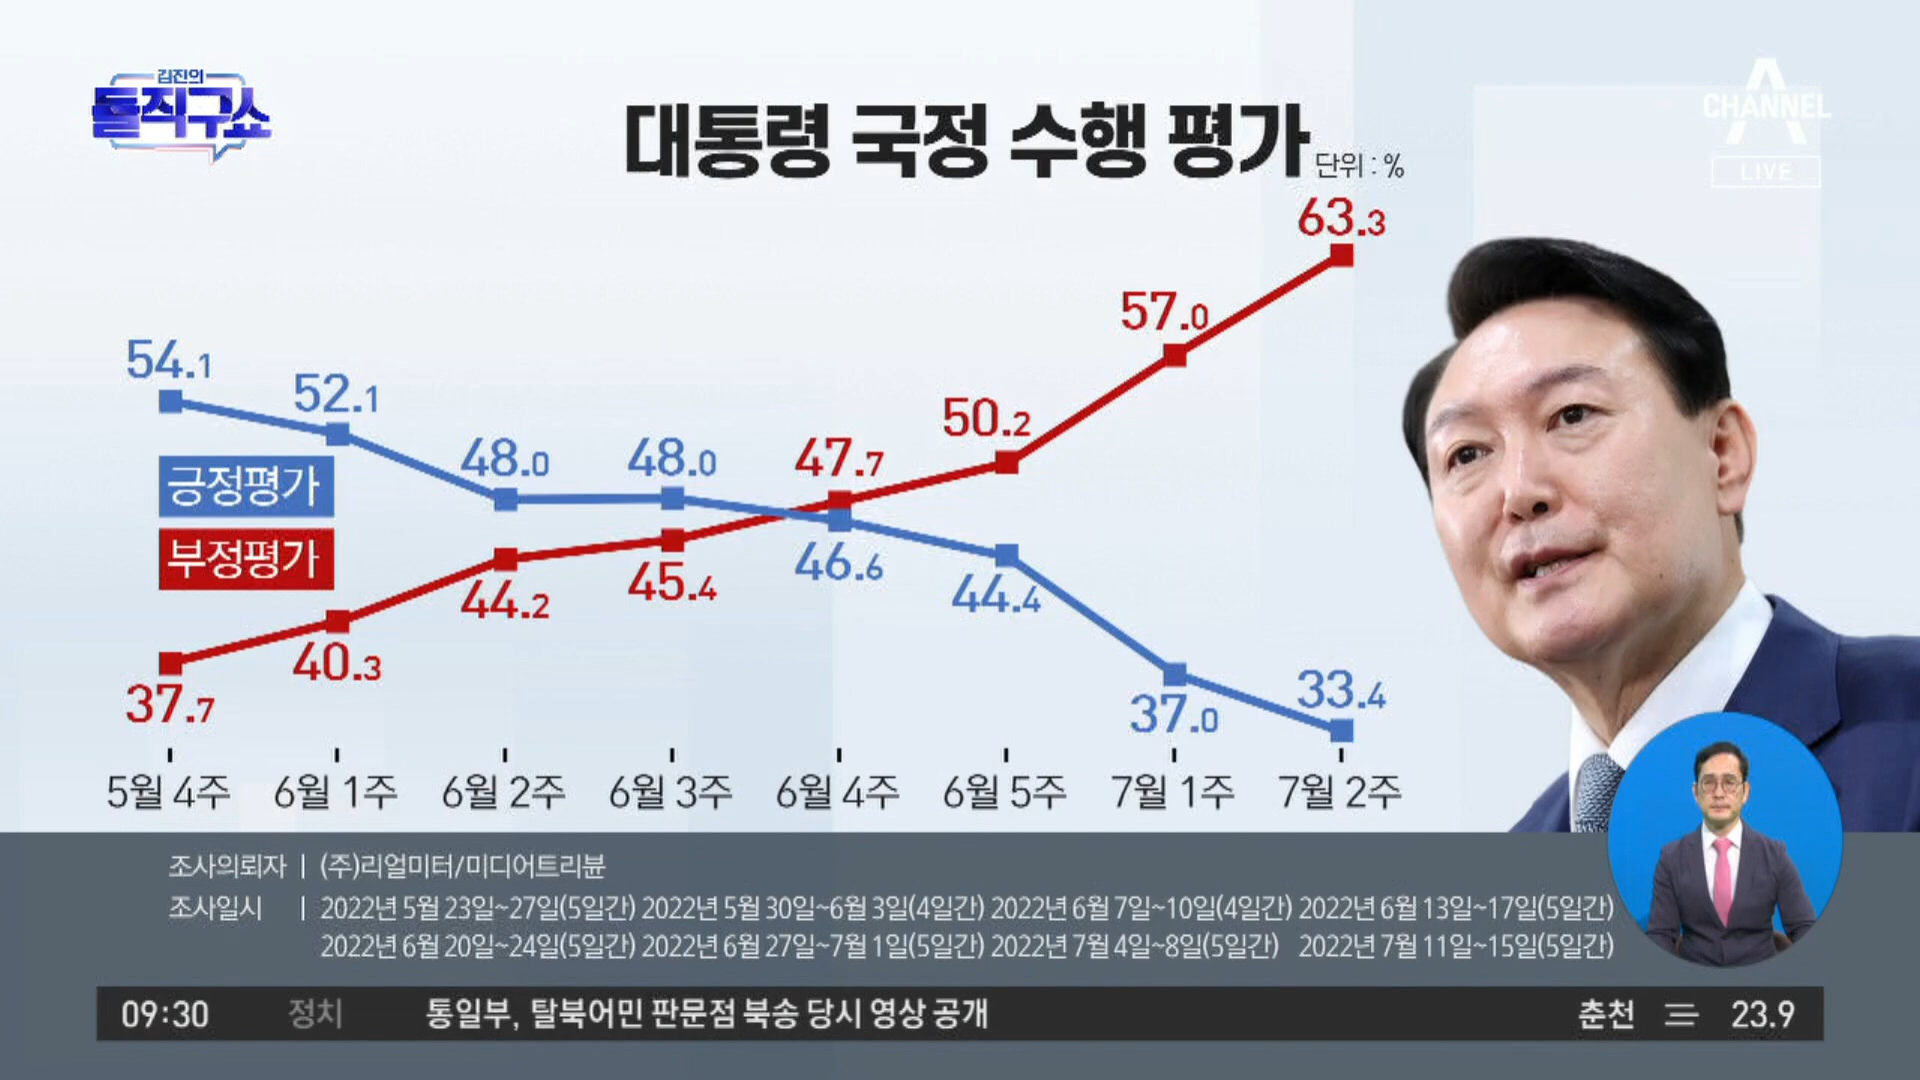 김진의
돌직구쇼
대통령 국정 수행 평가
단위 : %
CHANNEL A
LIVE
63.3
57.0
54.1
52.1
50.2
48.0
48.0
47.7
긍정평가
부정평가
44.2
45.4
46.6
44.4
40.3
37.7
37.0
33.4
5월 4주 6월 1주 6월 2주 6월 3주 6월 4주 6월 5주 7월 1주 7월 2주
조사의뢰자 | (주)리얼미터/미디어트리뷴
조사일시 | 2022년 5월 23일~27일(5일간) 2022년 5월 30일~6월 3일(4일간) 2022년 6월 7일~10일(4일간) 2022년 6월 13일~17일(5일간)
2022년 6월 20일~24일(5일간) 2022년 6월 27일~7월 1일(5일간) 2022년 7월 4일~8일(5일간) 2022년 7월 11일~15일(5일간)
09:30 정치 통일부, 탈북어민 판문점 북송 당시 영상 공개 춘천 23.9